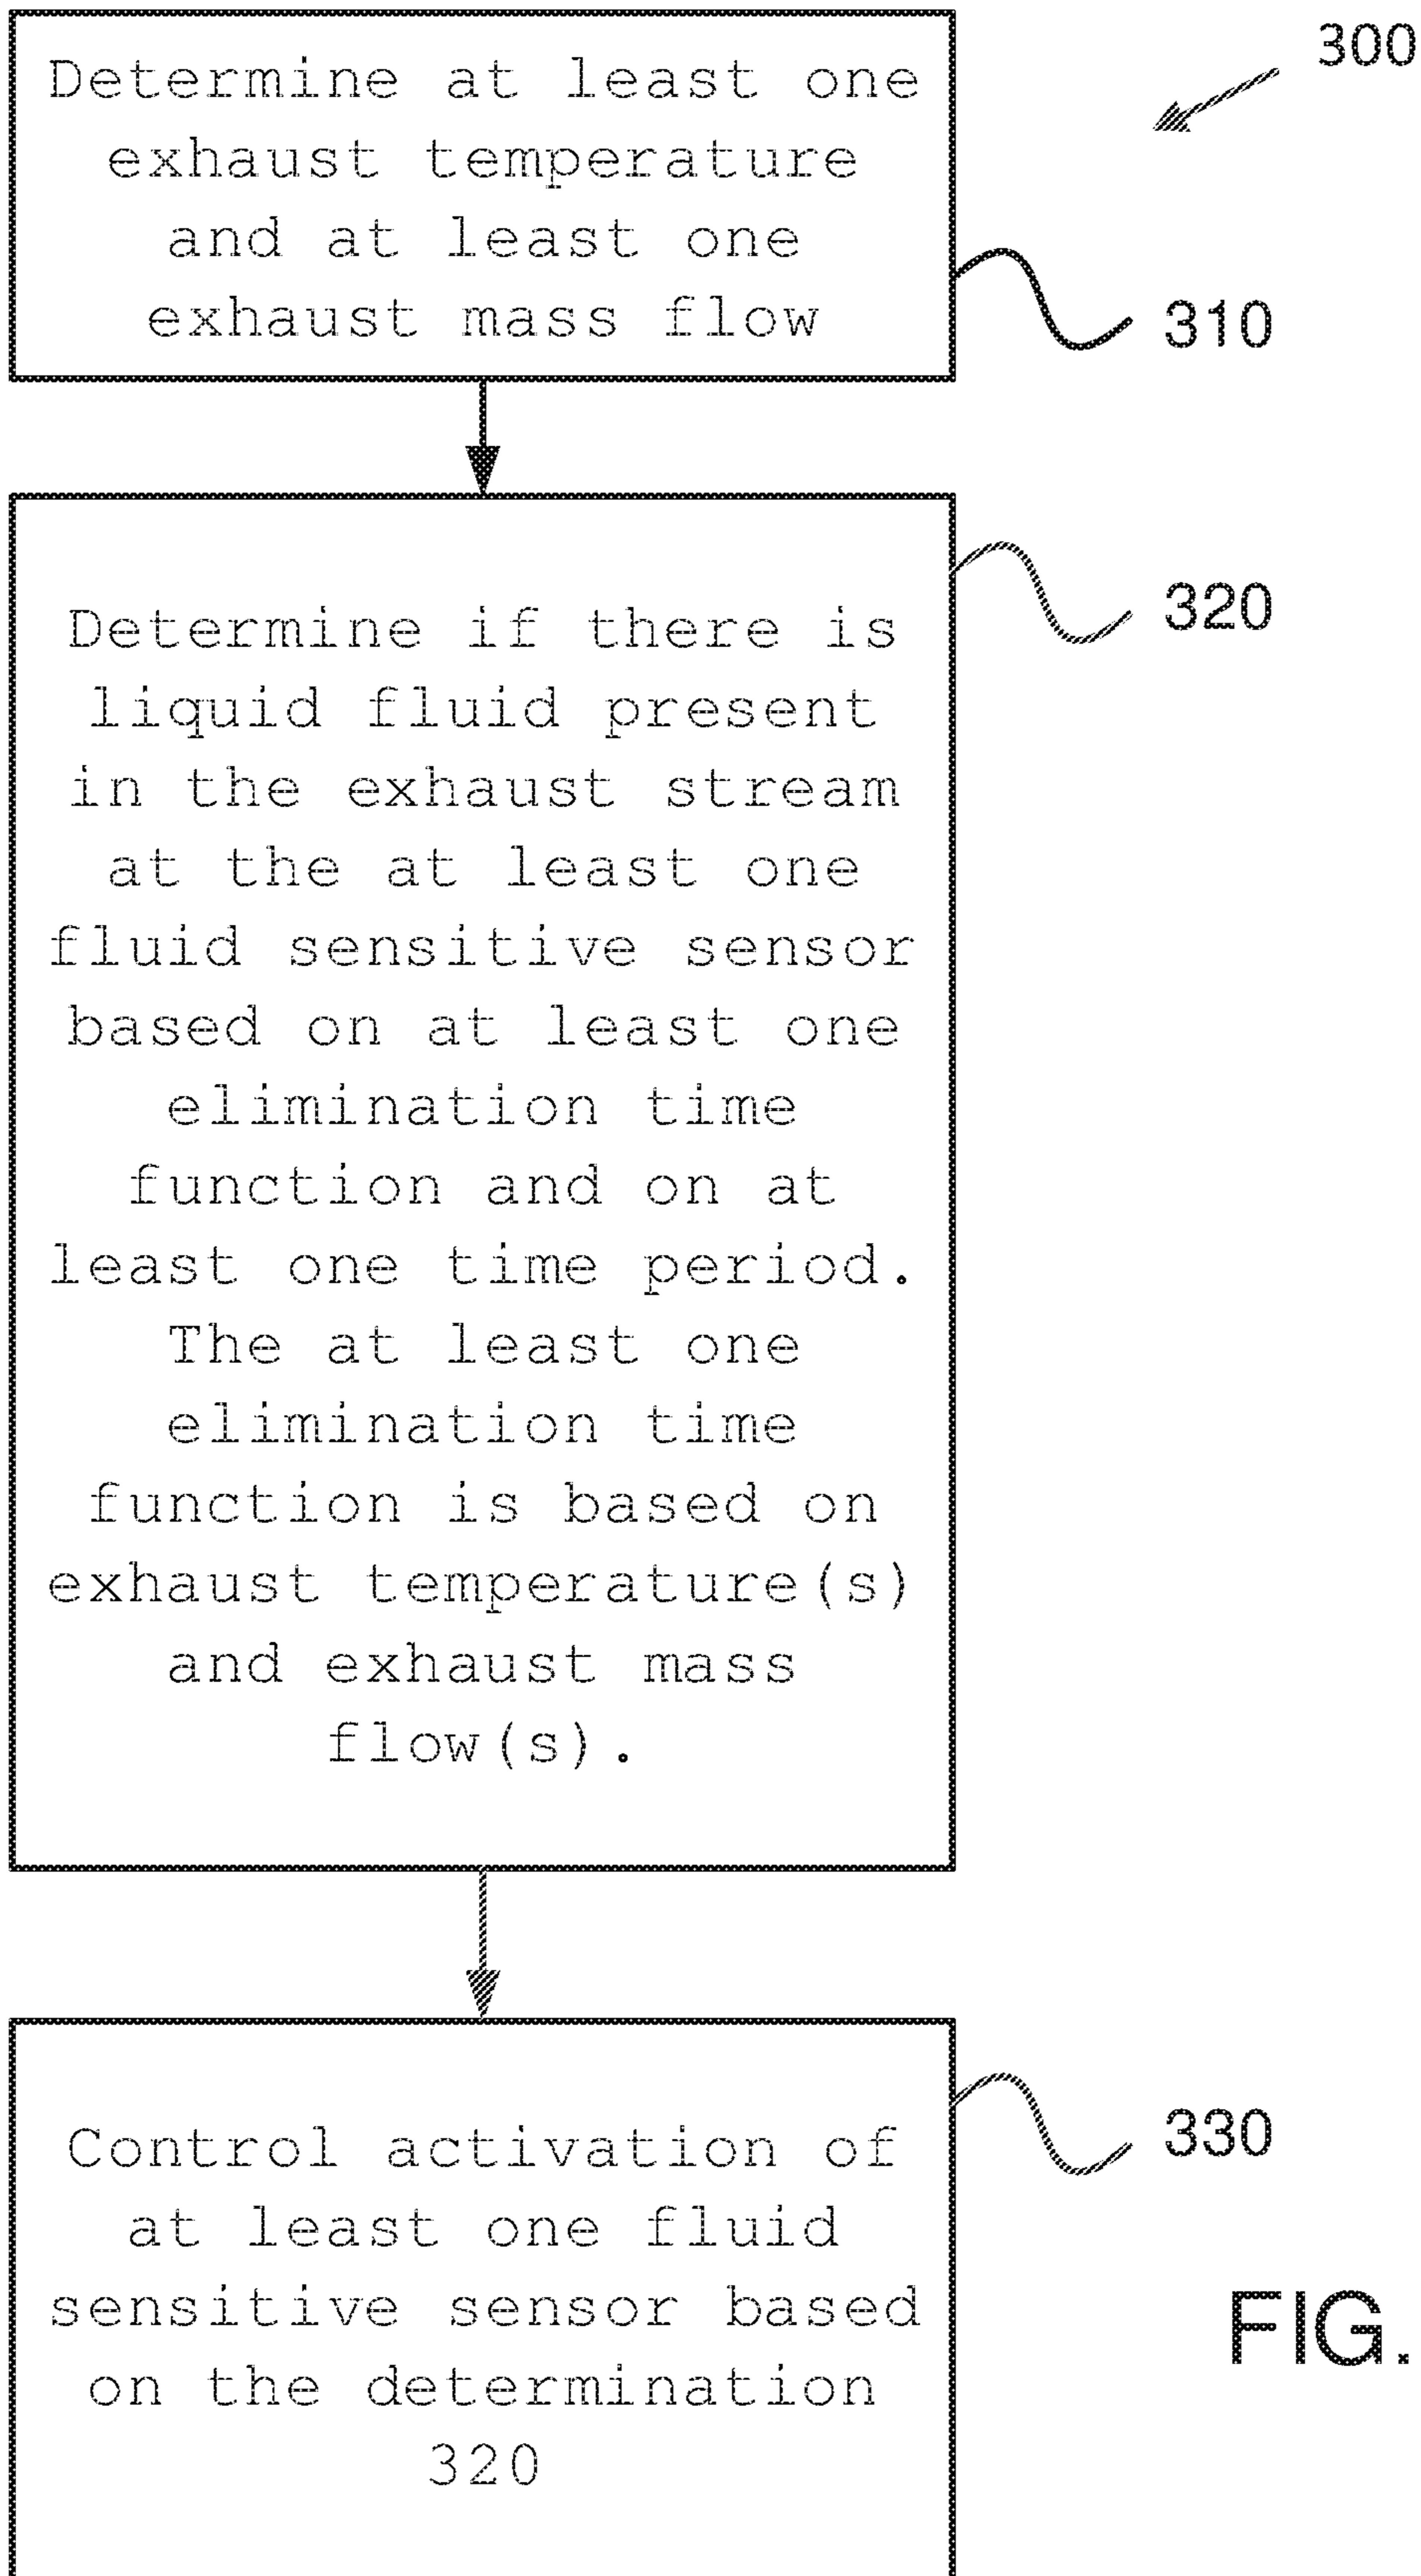 300
Determine at least one
exhaust temperature
and at least one
exhaust mass flow
310
320
Determine if there is
liquid fluid present
in the exhaust stream
at the at least one
fluid sensitive sensor
based on at least one
elimination time
function and on at
least one time period.
The at least one
elimination time
function is based on
exhaust temperature(s)
and exhaust mass
flow(s).
330
Control activation of
at least one fluid
sensitive sensor based
on the determination
320
FIG.